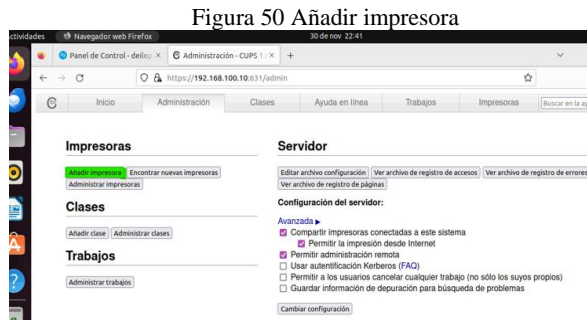 Figura 50 Añadir impresora
ctividades Navegador web Firefox 30 de nov 22:41
Panel de Control - deilop × Administración - CUPS 1. × +
https://192.168.100.10:631/admin
Inicio Administración Clases Ayuda en línea Trabajos Impresoras Buscar en la ay
Impresoras
Añadir impresora Encontrar nuevas impresoras
Administrar impresoras
Clases
Añadir clase Administrar clases
Trabajos
Administrar trabajos
Servidor
Editar archivo configuración Ver archivo de registro de accesos Ver archivo de registro de errores
Ver archivo de registro de páginas
Configuración del servidor:
Avanzada ▸
Compartir impresoras conectadas a este sistema
Permitir la impresión desde Internet
Permitir administración remota
Usar autentificación Kerberos (FAQ)
Permitir a los usuarios cancelar cualquier trabajo (no sólo los suyos propios)
Guardar información de depuración para búsqueda de problemas
Cambiar configuración